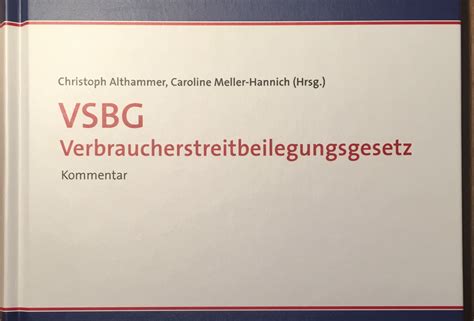 Christoph Althammer, Caroline Meller-Hannich (Hrsg.)
VSBG
Verbraucherstreitbeilegungsgesetz
Kommentar